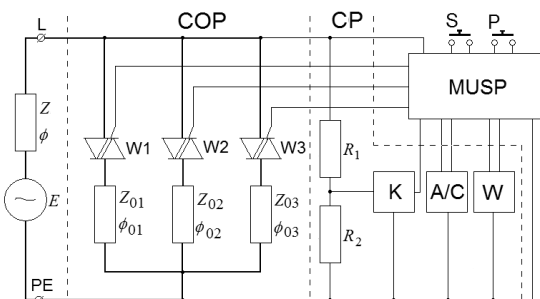 L
COP
CP
S
P
MUSP
Z
ϕ
W1
W2
W3
R1
Z01
ϕ01
Z02
ϕ02
Z03
ϕ03
K
A/C
W
E
R2
PE